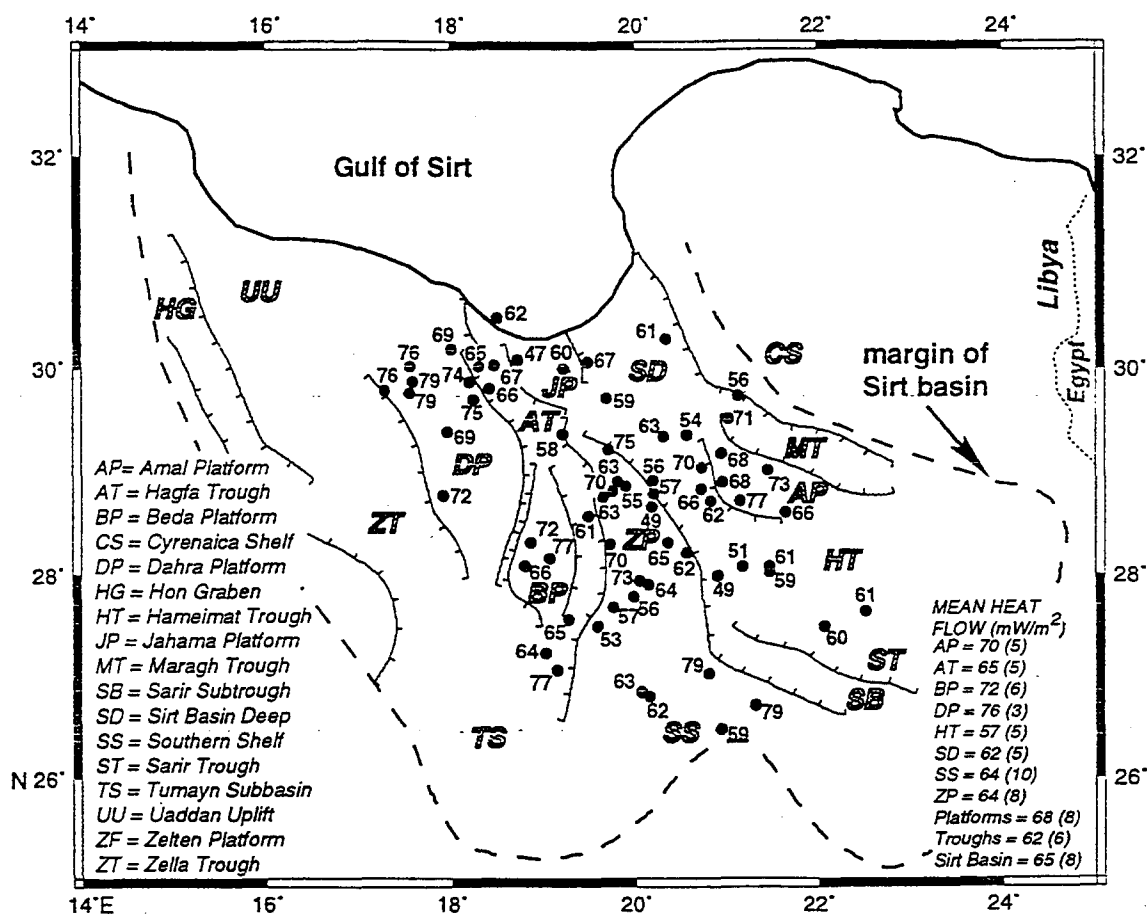 14° 16° 18° 20° 22° 24°
32° 32°
30° 30°
28° 28°
N 26° 26°
14°E 16° 18° 20° 22° 24°
Gulf of Sirt
Libya
Egypt
margin of
Sirt basin
HG
UU
CS
SD
JP
AT
DP
MT
AP
ZT
ZP
BP
HT
ST
SB
SS
TS
62
69
65
47
60
67
61
76
74
67
76
79
66
79
75
59
56
71
69
58
63
54
75
68
70
72
63
56
70
57
68
73
55
66
77
63
49
62
66
61
72
77
70
65
62
51
61
66
73
64
49
59
56
57
61
65
53
60
64
77
79
63
62
79
59
AP= Amal Platform
AT = Hagfa Trough
BP = Beda Platform
CS = Cyrenaica Shelf
DP = Dahra Platform
HG = Hon Graben
HT = Hameimat Trough
JP = Jahama Platform
MT = Maragh Trough
SB = Sarir Subtrough
SD = Sirt Basin Deep
SS = Southern Shelf
ST = Sarir Trough
TS = Tumayn Subbasin
UU = Uaddan Uplift
ZF = Zelten Platform
ZT = Zella Trough
MEAN HEAT
FLOW (mW/m²)
AP = 70 (5)
AT = 65 (5)
BP = 72 (6)
DP = 76 (3)
HT = 57 (5)
SD = 62 (5)
SS = 64 (10)
ZP = 64 (8)
Platforms = 68 (8)
Troughs = 62 (6)
Sirt Basin = 65 (8)